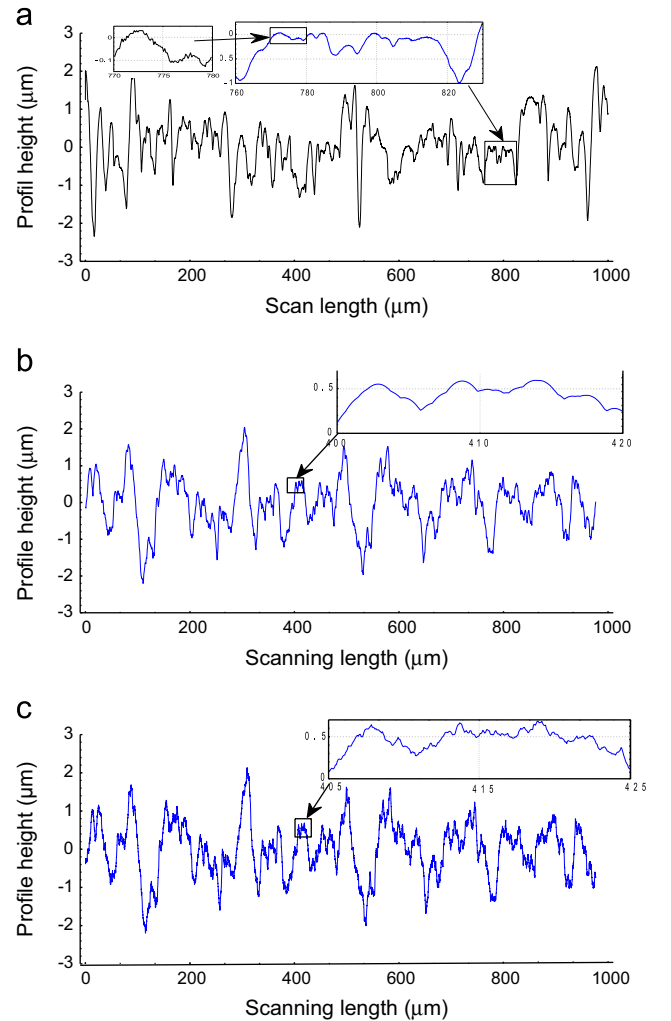 a
0
-0.1
770 775 780
0
-0.5
-1
760 780 800 820
3
2
1
0
-1
-2
-3
Profil height (μm)
0 200 400 600 800 1000
Scan length (μm)
b
0.5
0
400 410 420
3
2
1
0
-1
-2
-3
Profile height (μm)
0 200 400 600 800 1000
Scanning length (μm)
c
0.5
0
405 415 425
3
2
1
0
-1
-2
-3
Profile height (μm)
0 200 400 600 800 1000
Scanning length (μm)